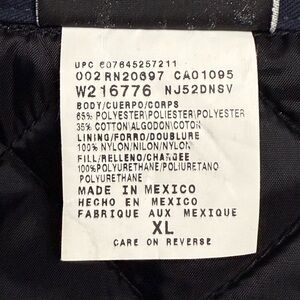 UPC 607645257211
002 RN20697 CA01095
W216776 NJ52DNSV
BODY/CUERPO/CORPS
65% POLYESTER\POLIESTER\POLYESTER
35% COTTON\ALGODON\COTON
LINING/FORRO/DOUBLURE
100% NYLON/NILON/NYLON
FILL/RELLENO/CHARGEE
100%POLYURETHANE/POLIURETANO
POLYURETHANE
MADE IN MEXICO
HECHO EN MEXICO
FABRIQUE AUX MEXIQUE
XL
CARE ON REVERSE